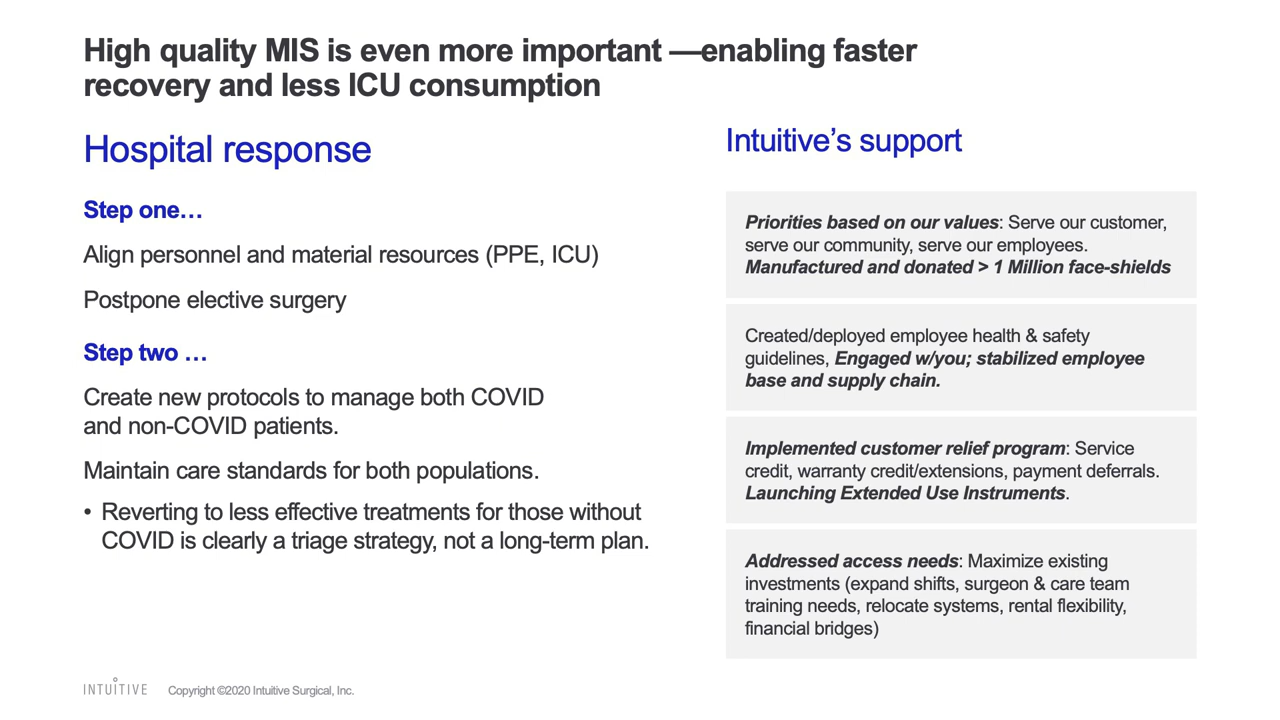 High quality MIS is even more important —enabling faster
recovery and less ICU consumption
Hospital response
Step one…
Align personnel and material resources (PPE, ICU)
Postpone elective surgery
Step two …
Create new protocols to manage both COVID
and non-COVID patients.
Maintain care standards for both populations.
• Reverting to less effective treatments for those without
COVID is clearly a triage strategy, not a long-term plan.
Intuitive’s support
Priorities based on our values: Serve our customer,
serve our community, serve our employees.
Manufactured and donated > 1 Million face-shields
Created/deployed employee health & safety
guidelines, Engaged w/you; stabilized employee
base and supply chain.
Implemented customer relief program: Service
credit, warranty credit/extensions, payment deferrals.
Launching Extended Use Instruments.
Addressed access needs: Maximize existing
investments (expand shifts, surgeon & care team
training needs, relocate systems, rental flexibility,
financial bridges)
INTUITIVE
Copyright ©2020 Intuitive Surgical, Inc.